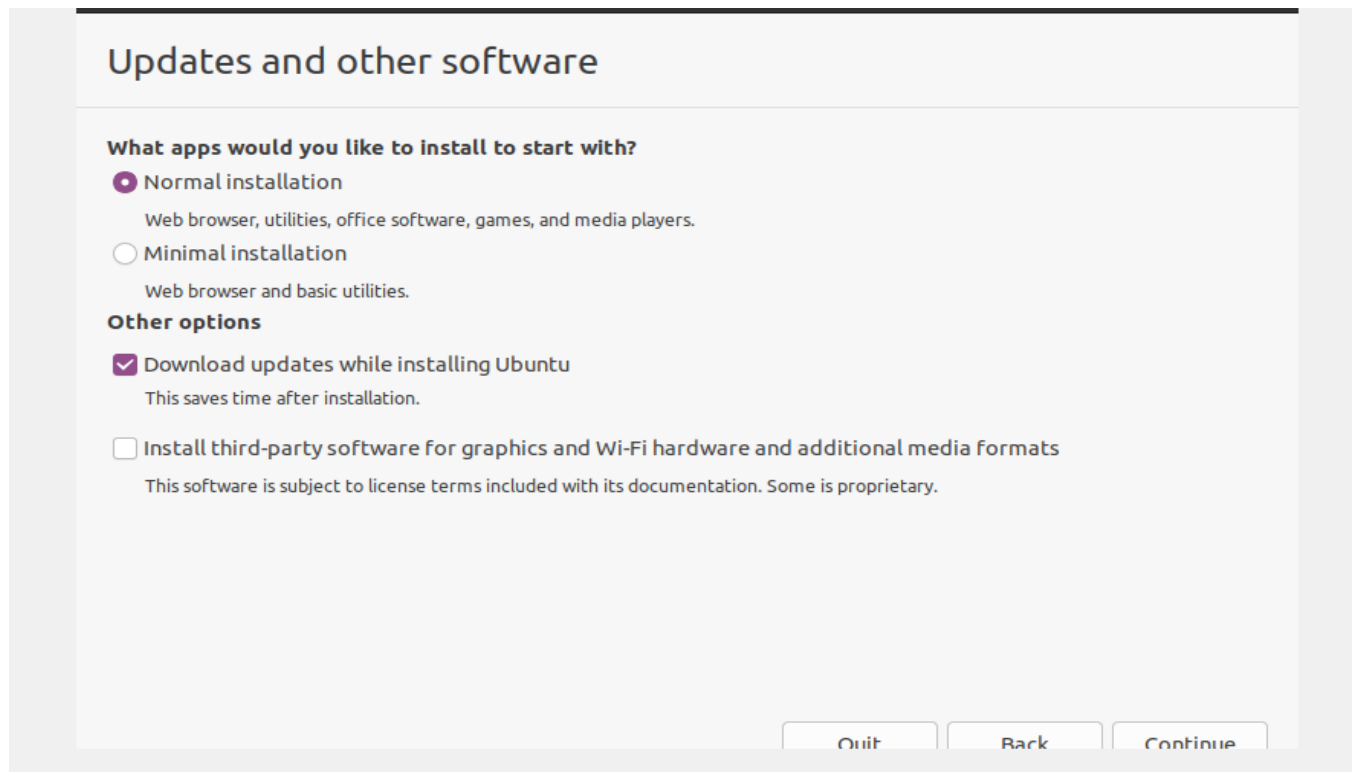 Updates and other software
What apps would you like to install to start with?
Normal installation
Web browser, utilities, office software, games, and media players.
Minimal installation
Web browser and basic utilities.
Other options
Download updates while installing Ubuntu
This saves time after installation.
Install third-party software for graphics and Wi-Fi hardware and additional media formats
This software is subject to license terms included with its documentation. Some is proprietary.
Quit Back Continue